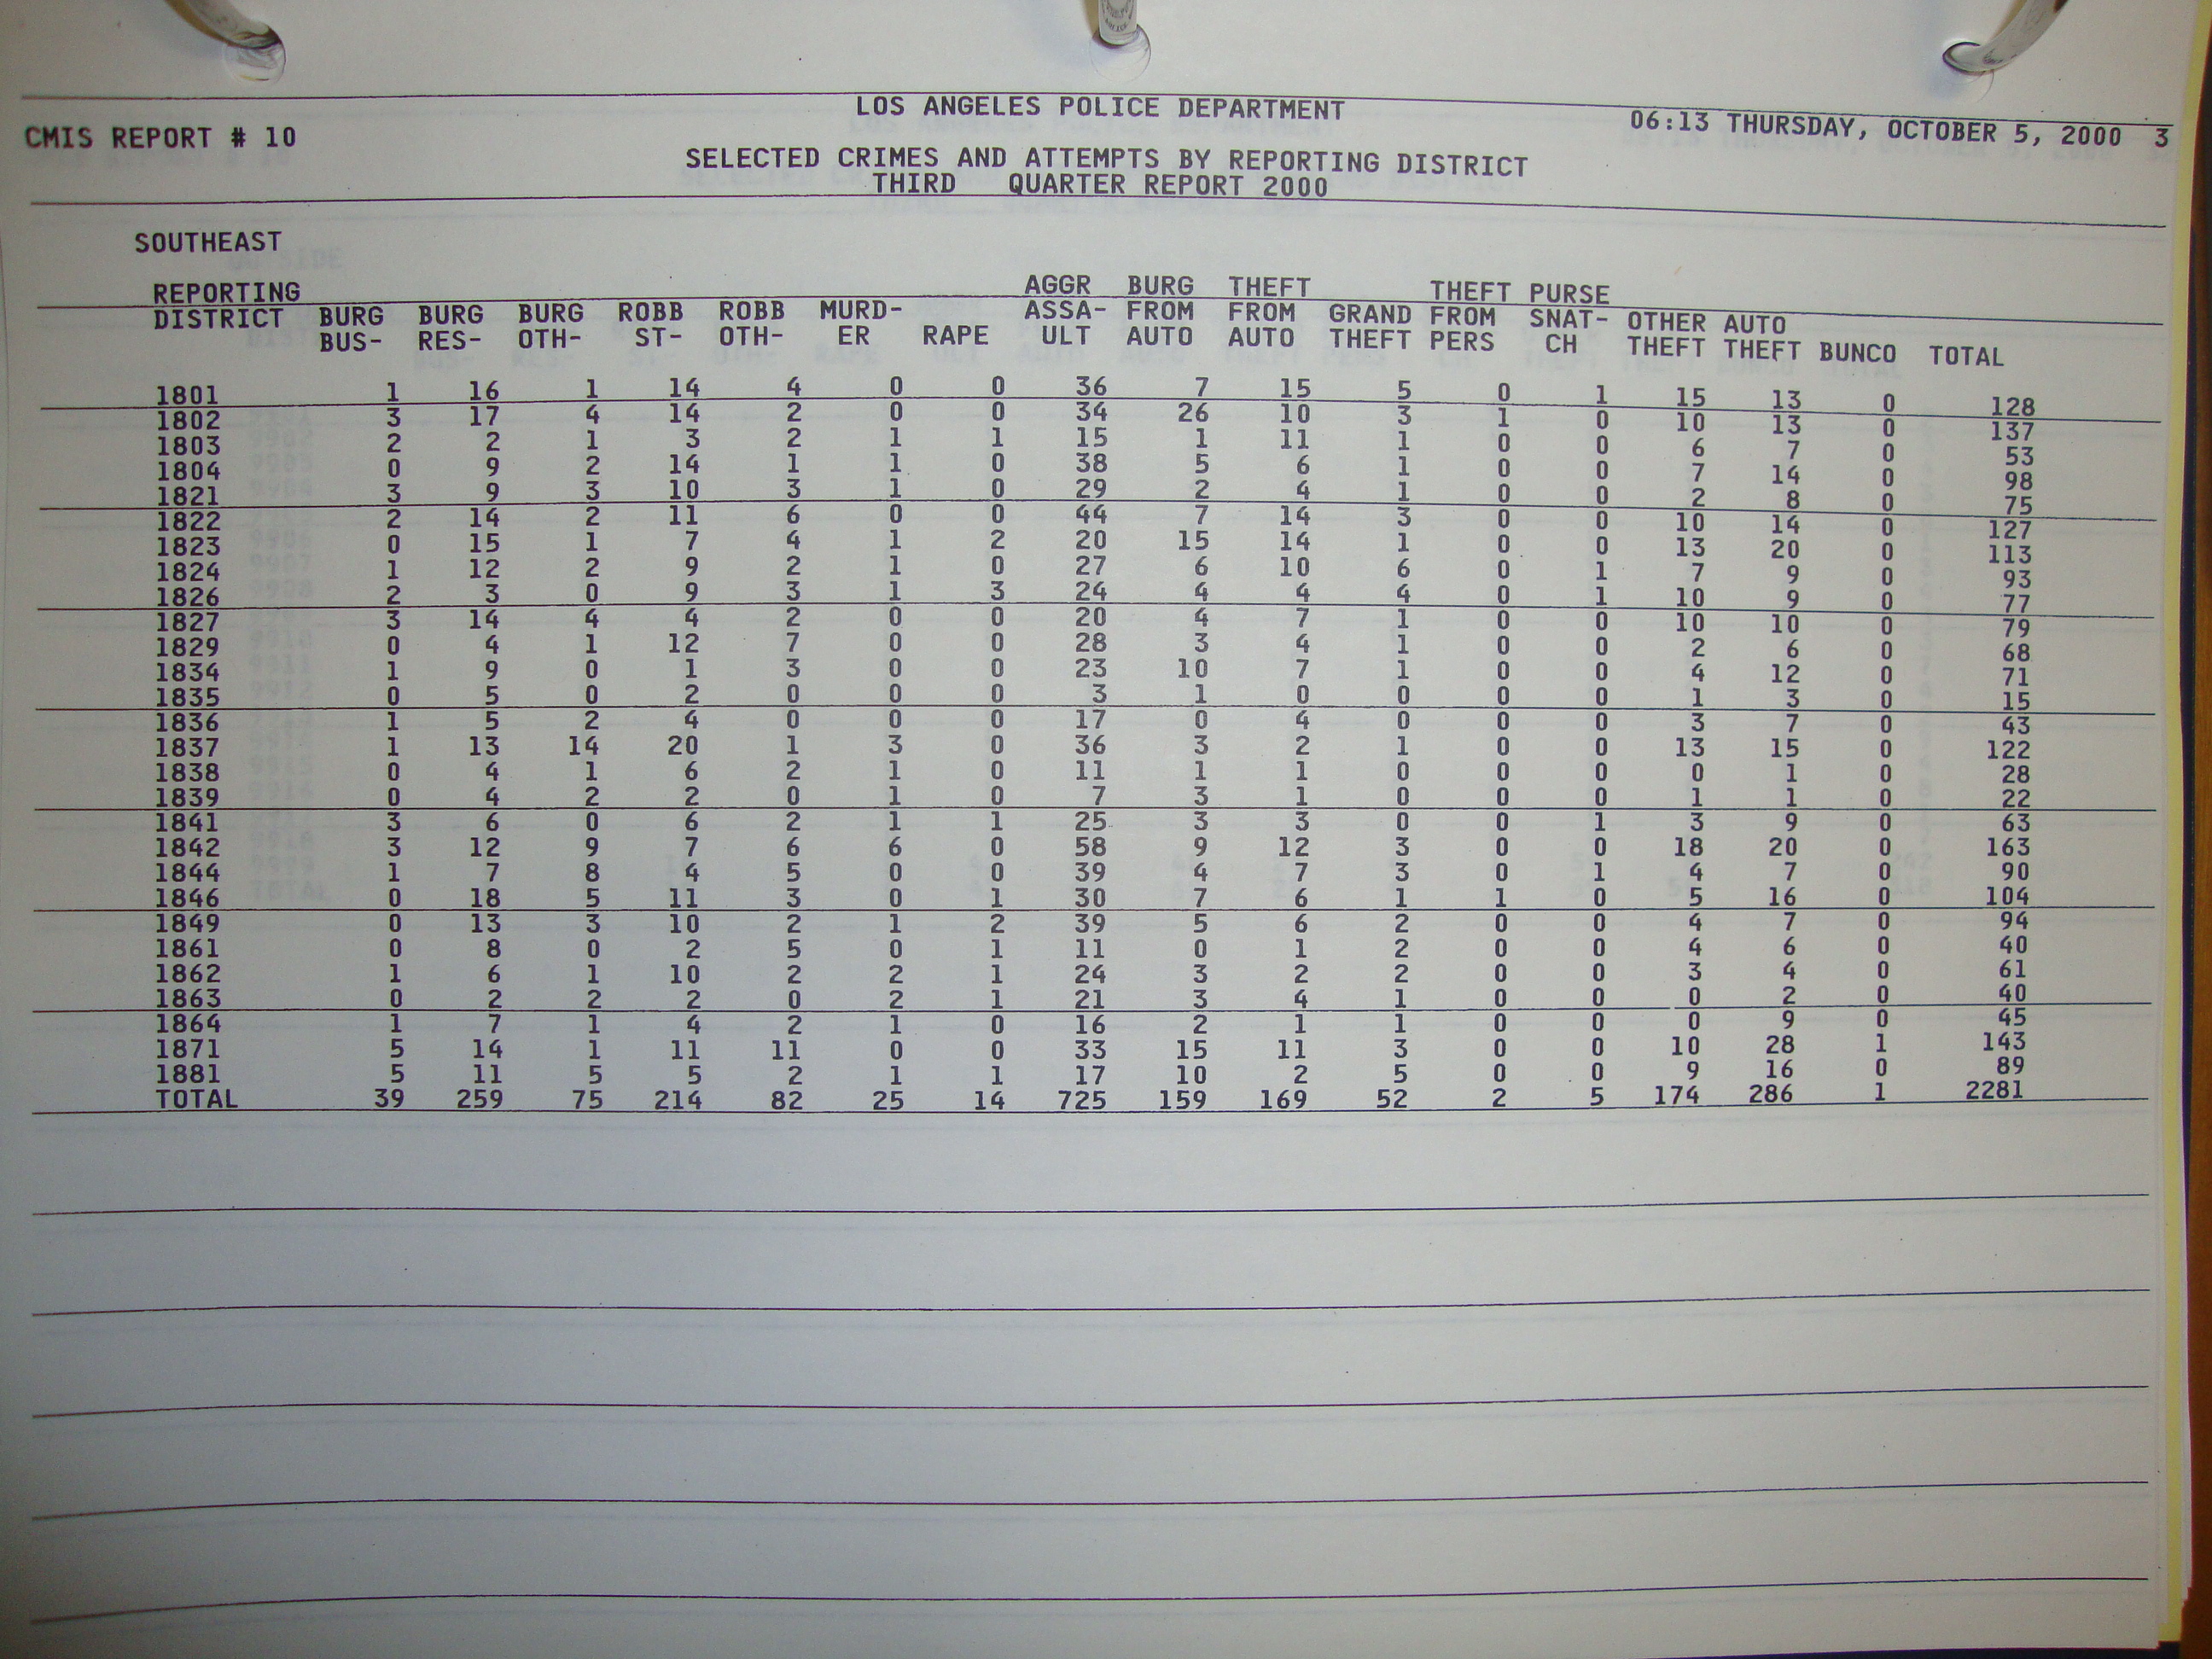 LOS ANGELES POLICE DEPARTMENT
CMIS REPORT # 10 06:13 THURSDAY, OCTOBER 5, 2000 3
SELECTED CRIMES AND ATTEMPTS BY REPORTING DISTRICT
THIRD QUARTER REPORT 2000
SOUTHEAST
REPORTING AGGR BURG THEFT THEFT PURSE
DISTRICT BURG BURG BURG ROBB ROBB MURD- ASSA- FROM FROM GRAND FROM SNAT- OTHER AUTO
BUS- RES- OTH- ST- OTH- ER RAPE ULT AUTO AUTO THEFT PERS CH THEFT THEFT BUNCO TOTAL
1801 1 16 1 14 4 0 0 36 7 15 5 0 1 15 13 0 128
1802 3 17 4 14 2 0 0 34 26 10 3 1 0 10 13 0 137
1803 2 2 1 3 2 1 1 15 1 11 1 0 0 6 7 0 53
1804 0 9 2 14 1 1 0 38 5 6 1 0 0 7 14 0 98
1821 3 9 3 10 3 1 0 29 2 4 1 0 0 2 8 0 75
1822 2 14 2 11 6 0 0 44 7 14 3 0 0 10 14 0 127
1823 0 15 1 7 4 1 2 20 15 14 1 0 0 13 20 0 113
1824 1 12 2 9 2 1 0 27 6 10 6 0 1 7 9 0 93
1826 2 3 0 9 3 1 3 24 4 4 4 0 1 10 9 0 77
1827 3 14 4 4 2 0 0 20 4 7 1 0 0 10 10 0 79
1829 0 4 1 12 7 0 0 28 3 4 1 0 0 2 6 0 68
1834 1 9 0 1 3 0 0 23 10 7 1 0 0 4 12 0 71
1835 0 5 0 2 0 0 0 3 1 0 0 0 0 1 3 0 15
1836 1 5 2 4 0 0 0 17 0 4 0 0 0 3 7 0 43
1837 1 13 14 20 1 3 0 36 3 2 1 0 0 13 15 0 122
1838 0 4 1 6 2 1 0 11 1 1 0 0 0 0 1 0 28
1839 0 4 2 2 0 1 0 7 3 1 0 0 0 1 1 0 22
1841 3 6 0 6 2 1 1 25 3 3 0 0 1 3 9 0 63
1842 3 12 9 7 6 6 0 58 9 12 3 0 0 18 20 0 163
1844 1 7 8 4 5 0 0 39 4 7 3 0 1 4 7 0 90
1846 0 18 5 11 3 0 1 30 7 6 1 1 0 5 16 0 104
1849 0 13 3 10 2 1 2 39 5 6 2 0 0 4 7 0 94
1861 0 8 0 2 5 0 1 11 0 1 2 0 0 4 6 0 40
1862 1 6 1 10 2 2 1 24 3 2 2 0 0 3 4 0 61
1863 0 2 2 2 0 2 1 21 3 4 1 0 0 0 2 0 40
1864 1 7 1 4 2 1 0 16 2 1 1 0 0 0 9 0 45
1871 5 14 1 11 11 0 0 33 15 11 3 0 0 10 28 1 143
1881 5 11 5 5 2 1 1 17 10 2 5 0 0 9 16 0 89
TOTAL 39 259 75 214 82 25 14 725 159 169 52 2 5 174 286 1 2281